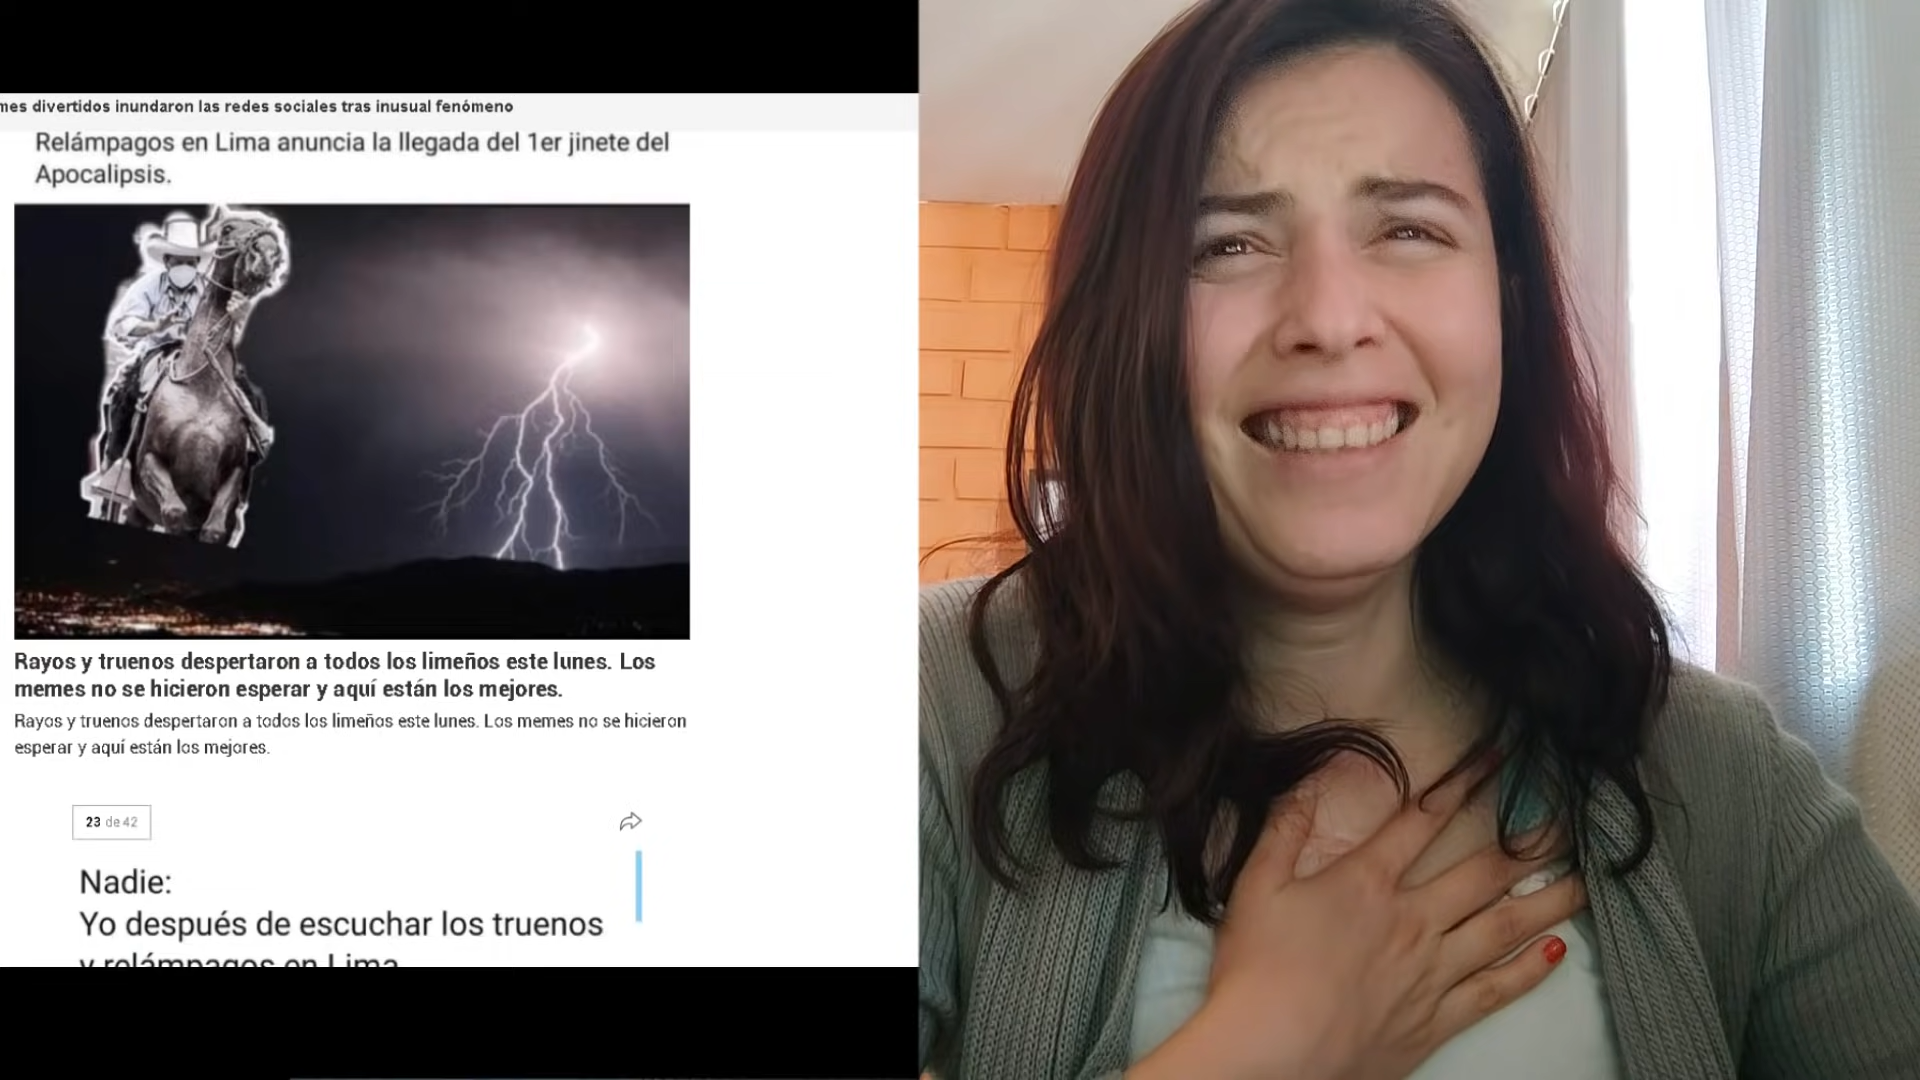 mes divertidos inundaron las redes sociales tras inusual fenómeno
Relámpagos en Lima anuncia la llegada del 1er jinete del
Apocalipsis.
Rayos y truenos despertaron a todos los limeños este lunes. Los
memes no se hicieron esperar y aquí están los mejores.
Rayos y truenos despertaron a todos los limeños este lunes. Los memes no se hicieron
esperar y aquí están los mejores.
23 de 42
Nadie:
Yo después de escuchar los truenos
y relámpagos en Lima